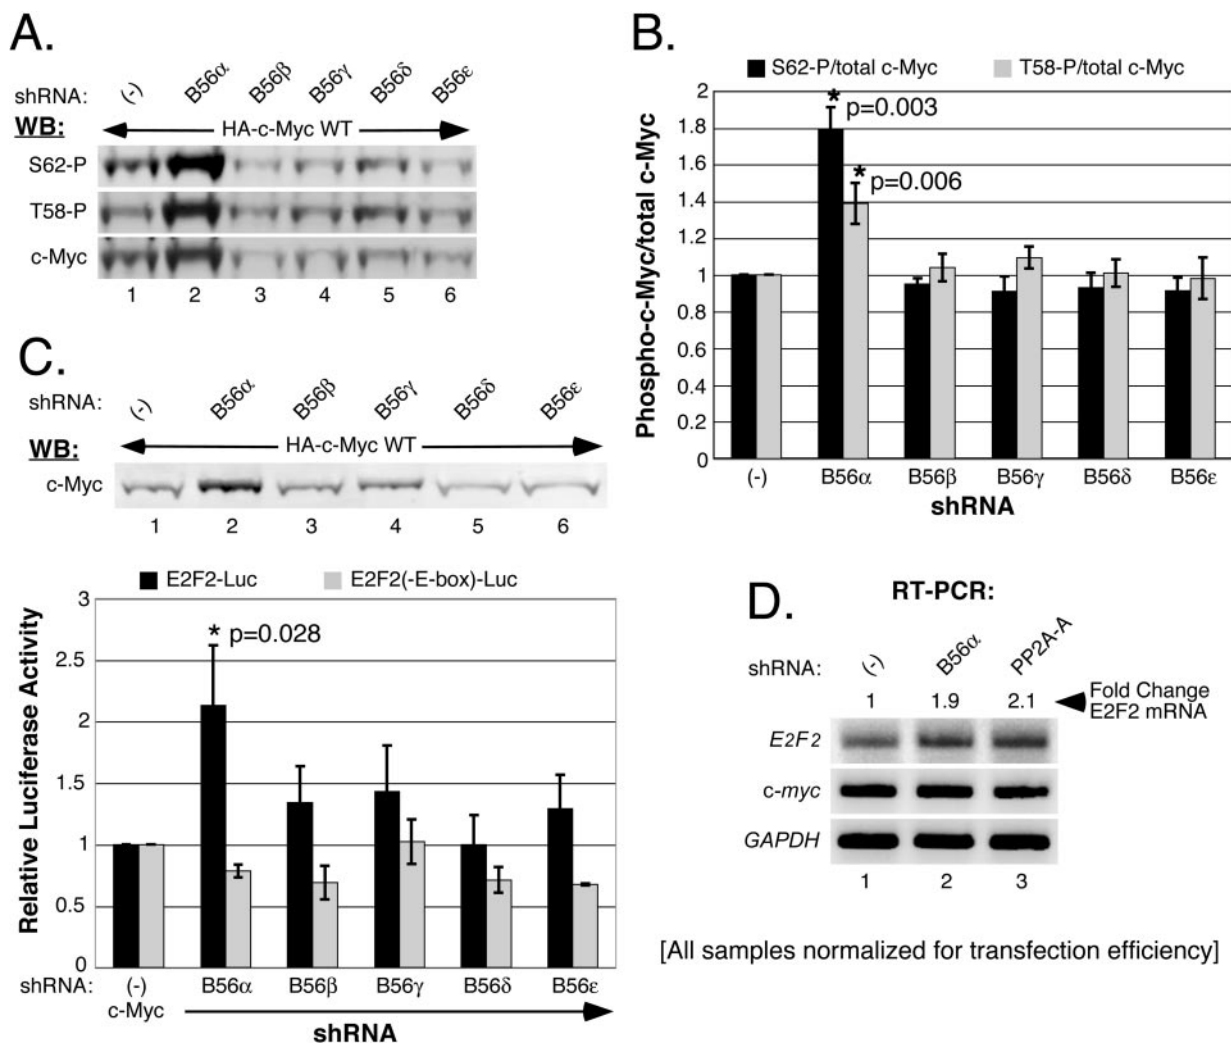 A.
shRNA: (-) B56α B56β B56γ B56δ B56ε
WB: HA-c-Myc WT
S62-P
T58-P
c-Myc
1 2 3 4 5 6
B.
S62-P/total c-Myc T58-P/total c-Myc
Phospho-c-Myc/total c-Myc
2
1.8
1.6
1.4
1.2
1
0.8
0.6
0.4
0.2
0
* p=0.003
* p=0.006
(-) B56α B56β B56γ B56δ B56ε
shRNA
C.
shRNA: (-) B56α B56β B56γ B56δ B56ε
WB: HA-c-Myc WT
c-Myc
1 2 3 4 5 6
E2F2-Luc E2F2(-E-box)-Luc
Relative Luciferase Activity
3
2.5
2
1.5
1
0.5
0
* p=0.028
shRNA: (-) B56α B56β B56γ B56δ B56ε
c-Myc
shRNA
D.
RT-PCR:
shRNA: (-) B56α PP2A-A
1 1.9 2.1 Fold Change
E2F2 mRNA
E2F2
c-myc
GAPDH
1 2 3
[All samples normalized for transfection efficiency]